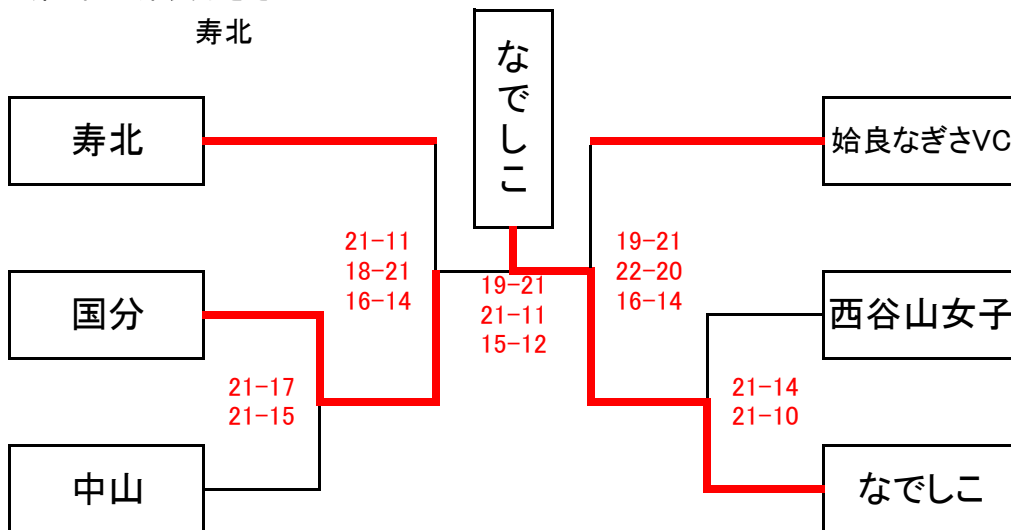 寿北
なでしこ
寿北
姶良なぎさVC
21-11
18-21
16-14
19-21
22-20
16-14
国分
19-21
21-11
15-12
西谷山女子
21-17
21-15
21-14
21-10
中山
なでしこ